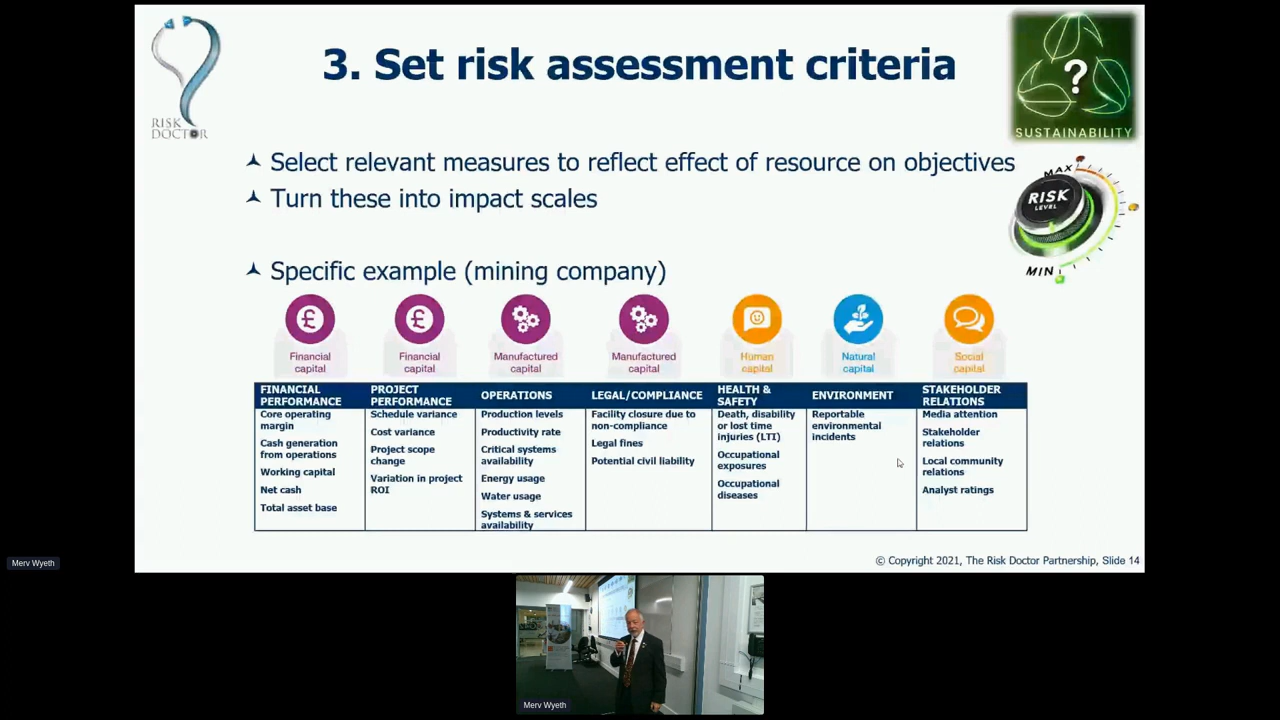 RISK
DOCTOR
3. Set risk assessment criteria
?
SUSTAINABILITY
Select relevant measures to reflect effect of resource on objectives
Turn these into impact scales
MAX
RISK
LEVEL
MIN
Specific example (mining company)
£
£
Financial
capital
Financial
capital
Manufactured
capital
Manufactured
capital
Human
capital
Natural
capital
Social
capital
FINANCIAL
PERFORMANCE
Core operating
margin
Cash generation
from operations
Working capital
Net cash
Total asset base
PROJECT
PERFORMANCE
Schedule variance
Cost variance
Project scope
change
Variation in project
ROI
OPERATIONS
Production levels
Productivity rate
Critical systems
availability
Energy usage
Water usage
Systems & services
availability
LEGAL/COMPLIANCE
Facility closure due to
non-compliance
Legal fines
Potential civil liability
HEALTH &
SAFETY
Death, disability
or lost time
injuries (LTI)
Occupational
exposures
Occupational
diseases
ENVIRONMENT
Reportable
environmental
incidents
STAKEHOLDER
RELATIONS
Media attention
Stakeholder
relations
Local community
relations
Analyst ratings
© Copyright 2021, The Risk Doctor Partnership, Slide 14
Merv Wyeth
Merv Wyeth